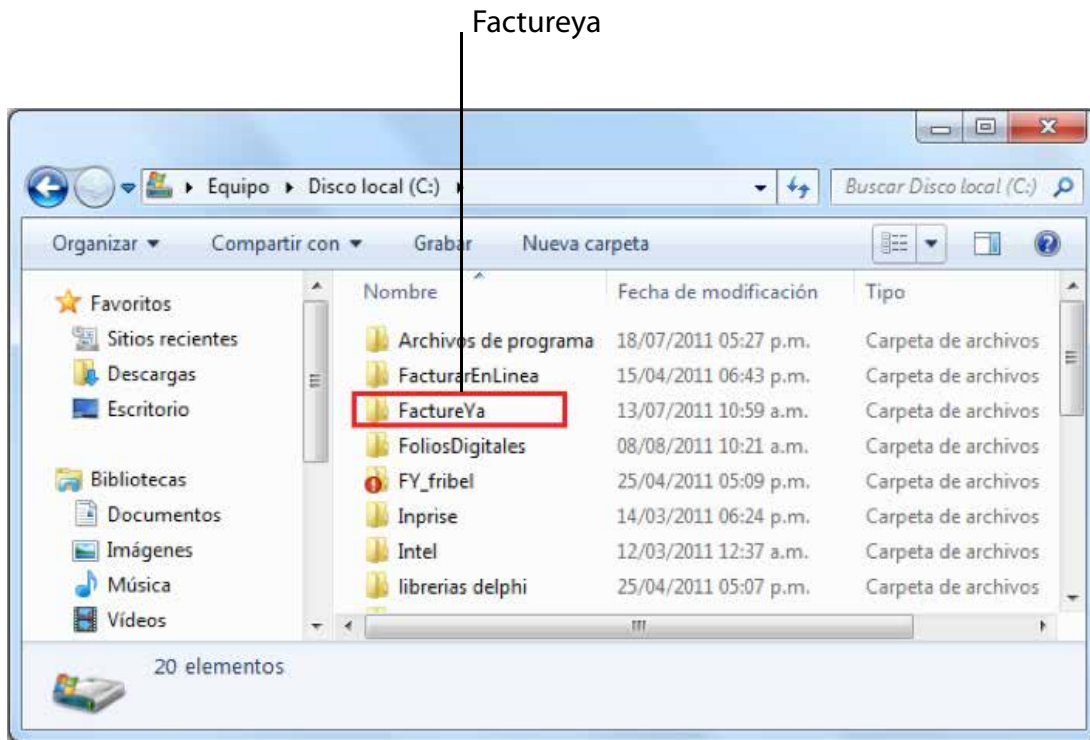 Factureya
Equipo Disco local (C:)
Buscar Disco local (C:)
Organizar Compartir con Grabar Nueva carpeta
Favoritos
Sitios recientes
Descargas
Escritorio
Bibliotecas
Documentos
Imágenes
Música
Vídeos
Nombre Fecha de modificación Tipo
Archivos de programa 18/07/2011 05:27 p.m. Carpeta de archivos
FacturarEnLinea 15/04/2011 06:43 p.m. Carpeta de archivos
FactureYa 13/07/2011 10:59 a.m. Carpeta de archivos
FoliosDigitales 08/08/2011 10:21 a.m. Carpeta de archivos
FY_fribel 25/04/2011 05:09 p.m. Carpeta de archivos
Inprise 14/03/2011 06:24 p.m. Carpeta de archivos
Intel 12/03/2011 12:37 a.m. Carpeta de archivos
librerias delphi 25/04/2011 05:07 p.m. Carpeta de archivos
20 elementos